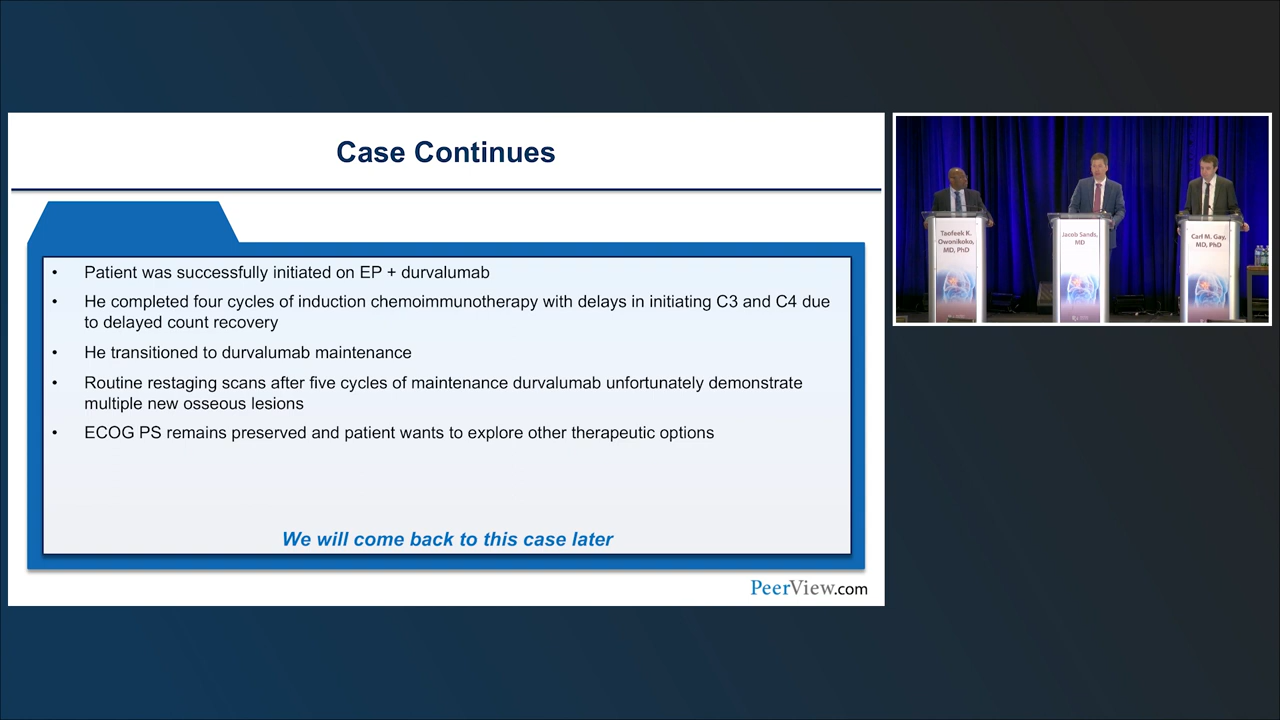 Case Continues
• Patient was successfully initiated on EP + durvalumab
• He completed four cycles of induction chemoimmunotherapy with delays in initiating C3 and C4 due
to delayed count recovery
• He transitioned to durvalumab maintenance
• Routine restaging scans after five cycles of maintenance durvalumab unfortunately demonstrate
multiple new osseous lesions
• ECOG PS remains preserved and patient wants to explore other therapeutic options
We will come back to this case later
PeerView.com
Taofeek K.
Owonikoko,
MD, PhD
Jacob Sands,
MD
Carl M. Gay,
MD, PhD